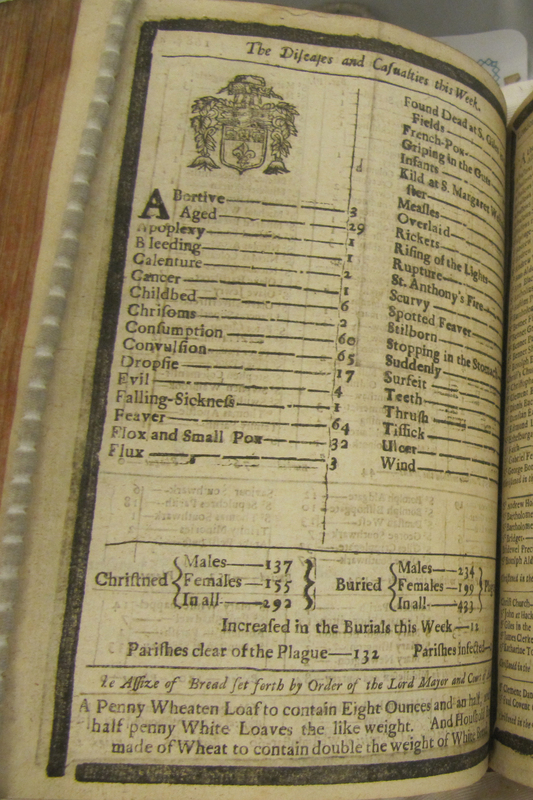 The Diſeaſes and Caſualties this Week.
ABortive 3
Aged 29
Apoplexy 1
Bleeding 1
Calenture 2
Cancer 1
Childbed 6
Chriſoms 2
Conſumption 60
Convulſion 65
Dropſie 17
Evil 4
Falling-Sickneſs 1
Feaver 64
Flox and Small Pox 32
Flux 3
Found Dead at S. Giles
Fields
French-Pox
Griping in the Guts
Infants
Kild at S. Margaret
ſter
Meaſles
Overlaid
Rickets
Riſing of the Lights
Rupture
St. Anthony's Fire
Scurvy
Spotted Feaver
Stilborn
Stopping in the Stomach
Suddenly
Surfeit
Teeth
Thruſh
Tiſſick
Ulcer
Wind
Chriſtned
Males 137
Females 155
In all 292
Buried
Males 234
Females 199
In all 433
Increaſed in the Burials this Week 12
Pariſhes clear of the Plague 132 Pariſhes infected
Aſſize of Bread ſet forth by Order of the Lord Mayor and Court of
A Penny Wheaten Loaf to contain Eight Ounces and an half,
half penny White Loaves the like weight. And
made of Wheat to contain double the weight of White